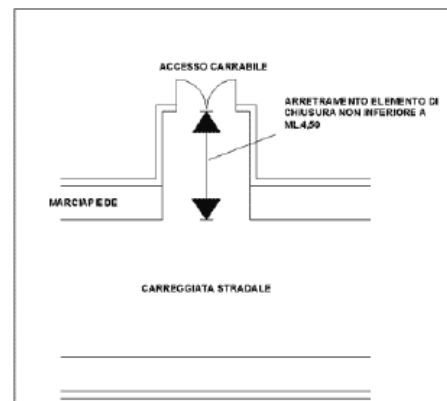 ACCESSO CARRABILE
ARRETRAMENTO ELEMENTO DI
CHIUSURA NON INFERIORE A
ML.4,50
MARCIAPIEDE
CARREGGIATA STRADALE